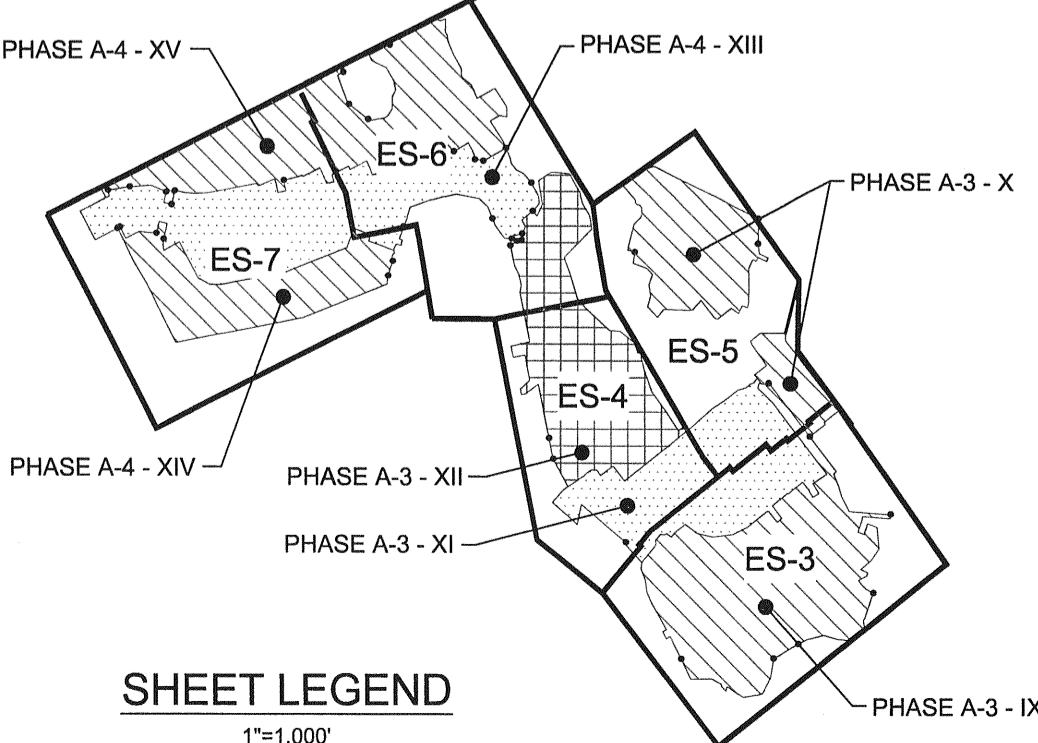 PHASE A-4 - XV
PHASE A-4 - XIII
ES-6
PHASE A-3 - X
ES-7
ES-5
ES-4
PHASE A-4 - XIV
PHASE A-3 - XII
PHASE A-3 - XI
ES-3
SHEET LEGEND
PHASE A-3 - IX
1"=1,000'